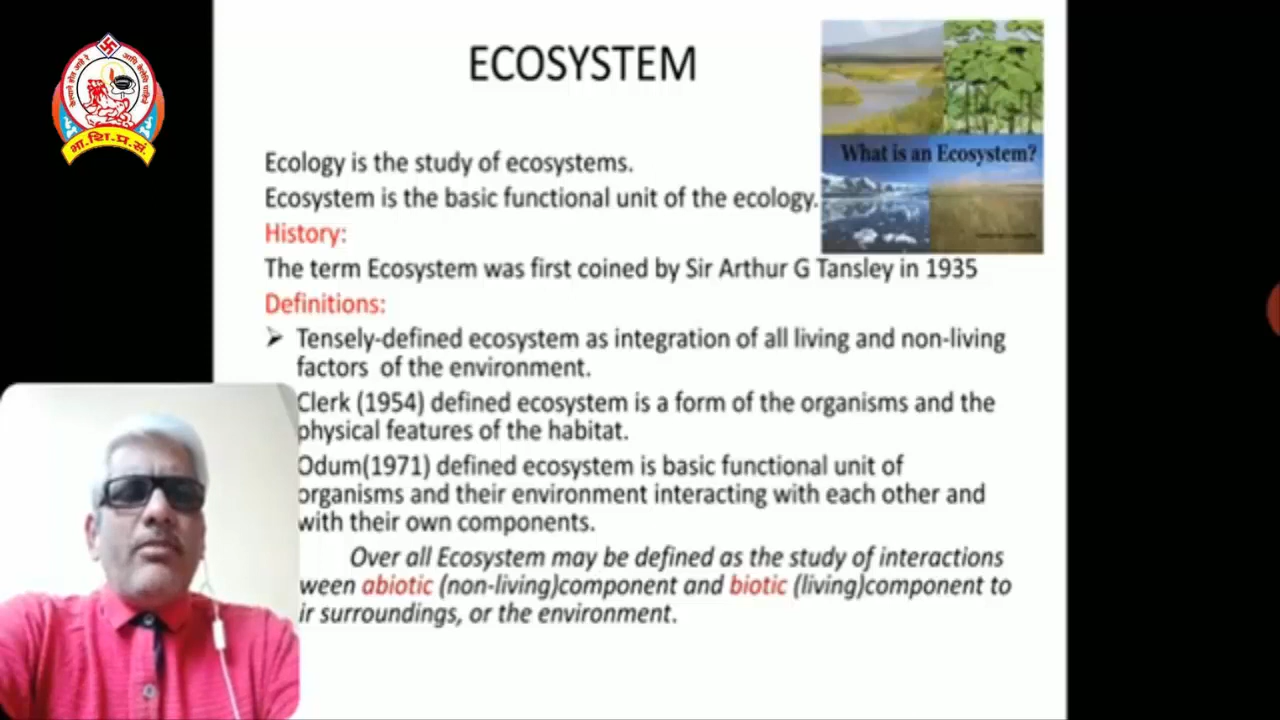 ECOSYSTEM
What is an Ecosystem?
Ecology is the study of ecosystems.
Ecosystem is the basic functional unit of the ecology.
History:
The term Ecosystem was first coined by Sir Arthur G Tansley in 1935
Definitions:
Tensely-defined ecosystem as integration of all living and non-living
factors of the environment.
Clerk (1954) defined ecosystem is a form of the organisms and the
physical features of the habitat.
Odum(1971) defined ecosystem is basic functional unit of
organisms and their environment interacting with each other and
with their own components.
Over all Ecosystem may be defined as the study of interactions
ween abiotic (non-living)component and biotic (living)component to
ir surroundings, or the environment.
भा.शि.प्र.सं.